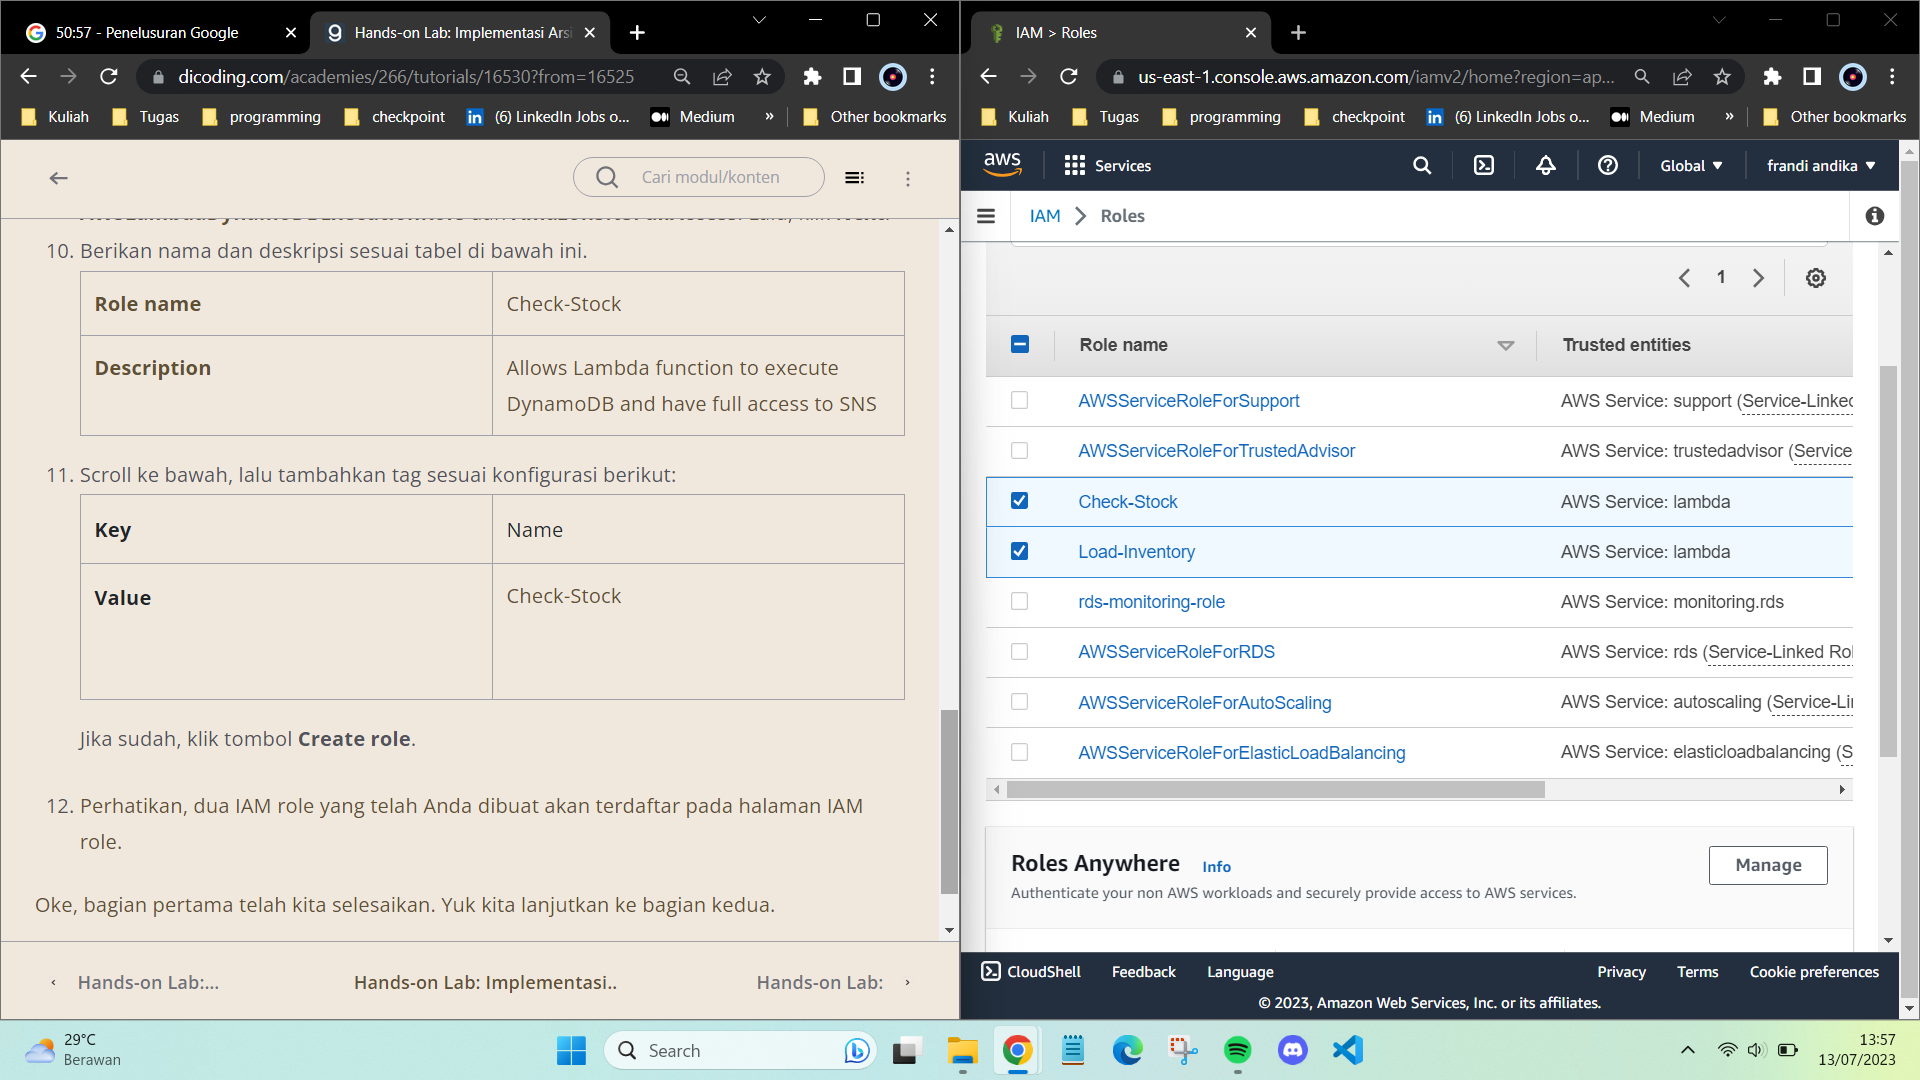 50:57 - Penelusuran Google
Hands-on Lab: Implementasi Arsi
dicoding.com/academies/266/tutorials/16530?from=16525
Kuliah
Tugas
programming
checkpoint
(6) LinkedIn Jobs o...
Medium
»
Other bookmarks
Cari modul/konten
10. Berikan nama dan deskripsi sesuai tabel di bawah ini.
Role name
Check-Stock
Description
Allows Lambda function to execute
DynamoDB and have full access to SNS
11. Scroll ke bawah, lalu tambahkan tag sesuai konfigurasi berikut:
Key
Name
Value
Check-Stock
Jika sudah, klik tombol Create role.
12. Perhatikan, dua IAM role yang telah Anda dibuat akan terdaftar pada halaman IAM
role.
Oke, bagian pertama telah kita selesaikan. Yuk kita lanjutkan ke bagian kedua.
Hands-on Lab:...
Hands-on Lab: Implementasi..
Hands-on Lab:
IAM > Roles
us-east-1.console.aws.amazon.com/iamv2/home?region=ap...
Kuliah
Tugas
programming
checkpoint
(6) LinkedIn Jobs o...
Medium
»
Other bookmarks
aws
Services
Global
frandi andika
IAM
Roles
1
Role name
Trusted entities
AWSServiceRoleForSupport
AWS Service: support (Service-Linked
AWSServiceRoleForTrustedAdvisor
AWS Service: trustedadvisor (Service
Check-Stock
AWS Service: lambda
Load-Inventory
AWS Service: lambda
rds-monitoring-role
AWS Service: monitoring.rds
AWSServiceRoleForRDS
AWS Service: rds (Service-Linked Rol
AWSServiceRoleForAutoScaling
AWS Service: autoscaling (Service-Li
AWSServiceRoleForElasticLoadBalancing
AWS Service: elasticloadbalancing (S
Roles Anywhere
Info
Manage
Authenticate your non AWS workloads and securely provide access to AWS services.
CloudShell
Feedback
Language
Privacy
Terms
Cookie preferences
© 2023, Amazon Web Services, Inc. or its affiliates.
29°C
Berawan
Search
13:57
13/07/2023